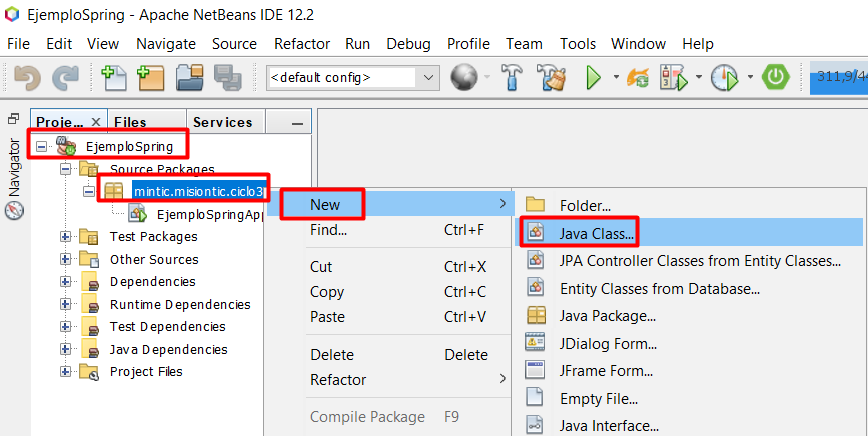 EjemploSpring - Apache NetBeans IDE 12.2
File Edit View Navigate Source Refactor Run Debug Profile Team Tools Window Help
<default config>
311,9/4
Proje... x Files Services
Navigator
EjemploSpring
Source Packages
mintic.misiontic.ciclo3
EjemploSpringApp
Test Packages
Other Sources
Dependencies
Runtime Dependencies
Test Dependencies
Java Dependencies
Project Files
New
Find... Ctrl+F
Cut Ctrl+X
Copy Ctrl+C
Paste Ctrl+V
Delete Delete
Refactor
Compile Package F9
Folder...
Java Class...
JPA Controller Classes from Entity Classes...
Entity Classes from Database...
Java Package...
JDialog Form...
JFrame Form...
Empty File...
Java Interface...